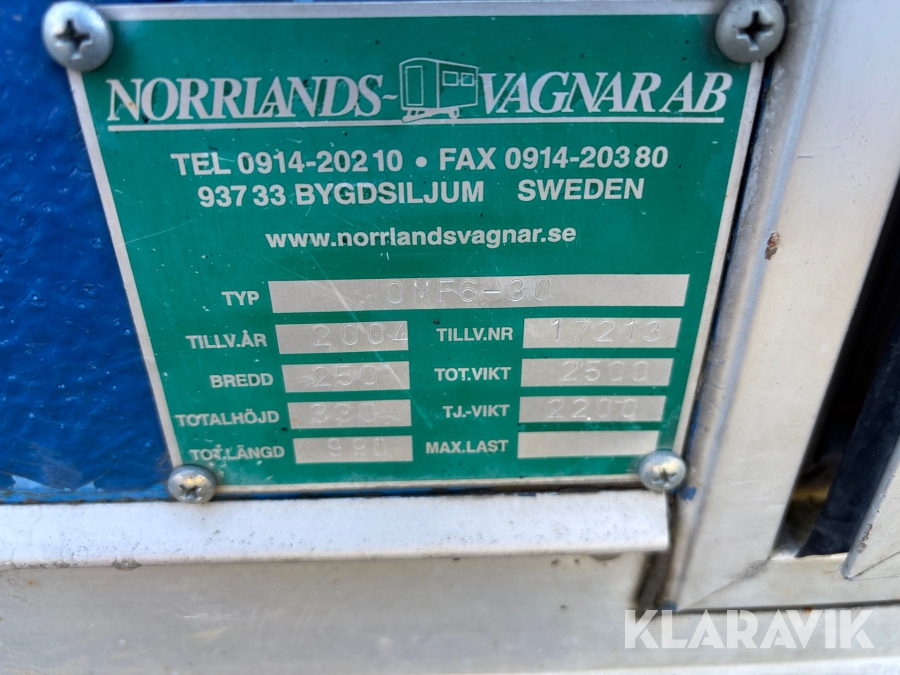 NORRLANDS- VAGNAR AB
TEL 0914-202 10 • FAX 0914-203 80
937 33 BYGDSILJUM SWEDEN
www.norrlandsvagnar.se
TYP OMF6-30
TILLV.ÅR 2004 TILLV.NR 17213
BREDD 250 TOT.VIKT 2500
TOTALHÖJD 330 TJ.-VIKT 2200
TOT.LÄNGD MAX.LAST
KLARAVIK